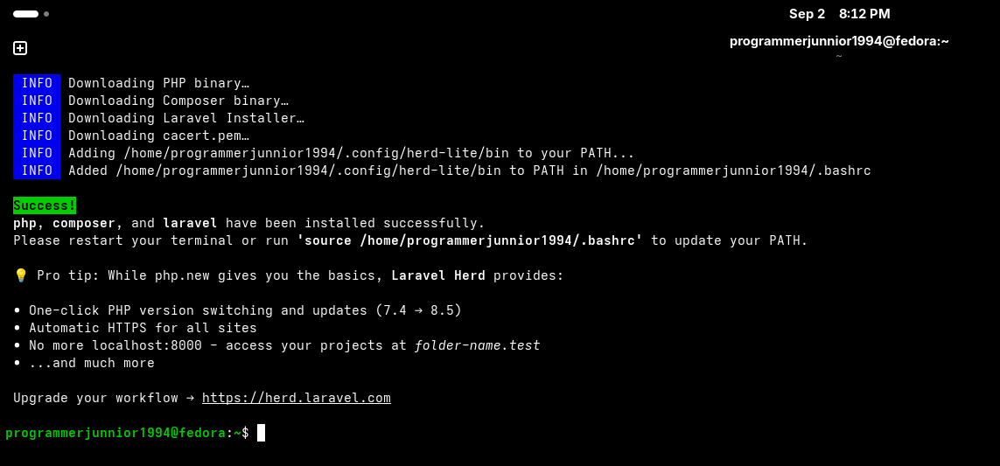 Sep 2 8:12 PM
programmerjunnior1994@fedora:~
~
INFO Downloading PHP binary…
INFO Downloading Composer binary…
INFO Downloading Laravel Installer…
INFO Downloading cacert.pem…
INFO Adding /home/programmerjunnior1994/.config/herd-lite/bin to your PATH...
INFO Added /home/programmerjunnior1994/.config/herd-lite/bin to PATH in /home/programmerjunnior1994/.bashrc
Success!
php, composer, and laravel have been installed successfully.
Please restart your terminal or run 'source /home/programmerjunnior1994/.bashrc' to update your PATH.
💡 Pro tip: While php.new gives you the basics, Laravel Herd provides:
• One-click PHP version switching and updates (7.4 → 8.5)
• Automatic HTTPS for all sites
• No more localhost:8000 - access your projects at folder-name.test
• ...and much more
Upgrade your workflow → https://herd.laravel.com
programmerjunnior1994@fedora:~$